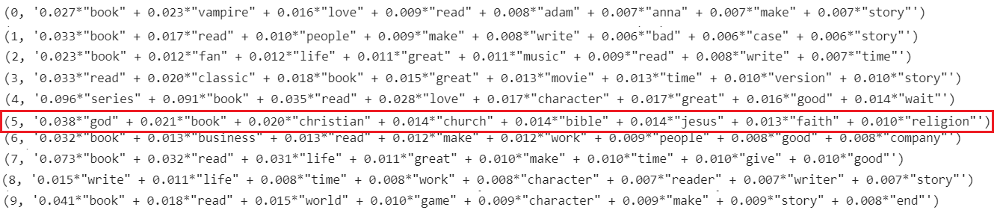 (0, '0.027*"book" + 0.023*"vampire" + 0.016*"love" + 0.009*"read" + 0.008*"adam" + 0.007*"anna" + 0.007*"make" + 0.007*"story"')
(1, '0.033*"book" + 0.017*"read" + 0.010*"people" + 0.009*"make" + 0.008*"write" + 0.006*"bad" + 0.006*"case" + 0.006*"story"')
(2, '0.023*"book" + 0.012*"fan" + 0.012*"life" + 0.011*"great" + 0.011*"music" + 0.009*"read" + 0.008*"write" + 0.007*"time"')
(3, '0.033*"read" + 0.020*"classic" + 0.018*"book" + 0.015*"great" + 0.013*"movie" + 0.013*"time" + 0.010*"version" + 0.010*"story"')
(4, '0.096*"series" + 0.091*"book" + 0.035*"read" + 0.028*"love" + 0.017*"character" + 0.017*"great" + 0.016*"good" + 0.014*"wait"')
(5, '0.038*"god" + 0.021*"book" + 0.020*"christian" + 0.014*"church" + 0.014*"bible" + 0.014*"jesus" + 0.013*"faith" + 0.010*"religion"')
(6, '0.032*"book" + 0.013*"business" + 0.013*"read" + 0.012*"make" + 0.012*"work" + 0.009*"people" + 0.008*"good" + 0.008*"company"')
(7, '0.073*"book" + 0.032*"read" + 0.031*"life" + 0.011*"great" + 0.010*"make" + 0.010*"time" + 0.010*"give" + 0.010*"good"')
(8, '0.015*"write" + 0.011*"life" + 0.008*"time" + 0.008*"work" + 0.008*"character" + 0.007*"reader" + 0.007*"writer" + 0.007*"story"')
(9, '0.041*"book" + 0.018*"read" + 0.015*"world" + 0.010*"game" + 0.009*"character" + 0.009*"make" + 0.009*"story" + 0.008*"end"')